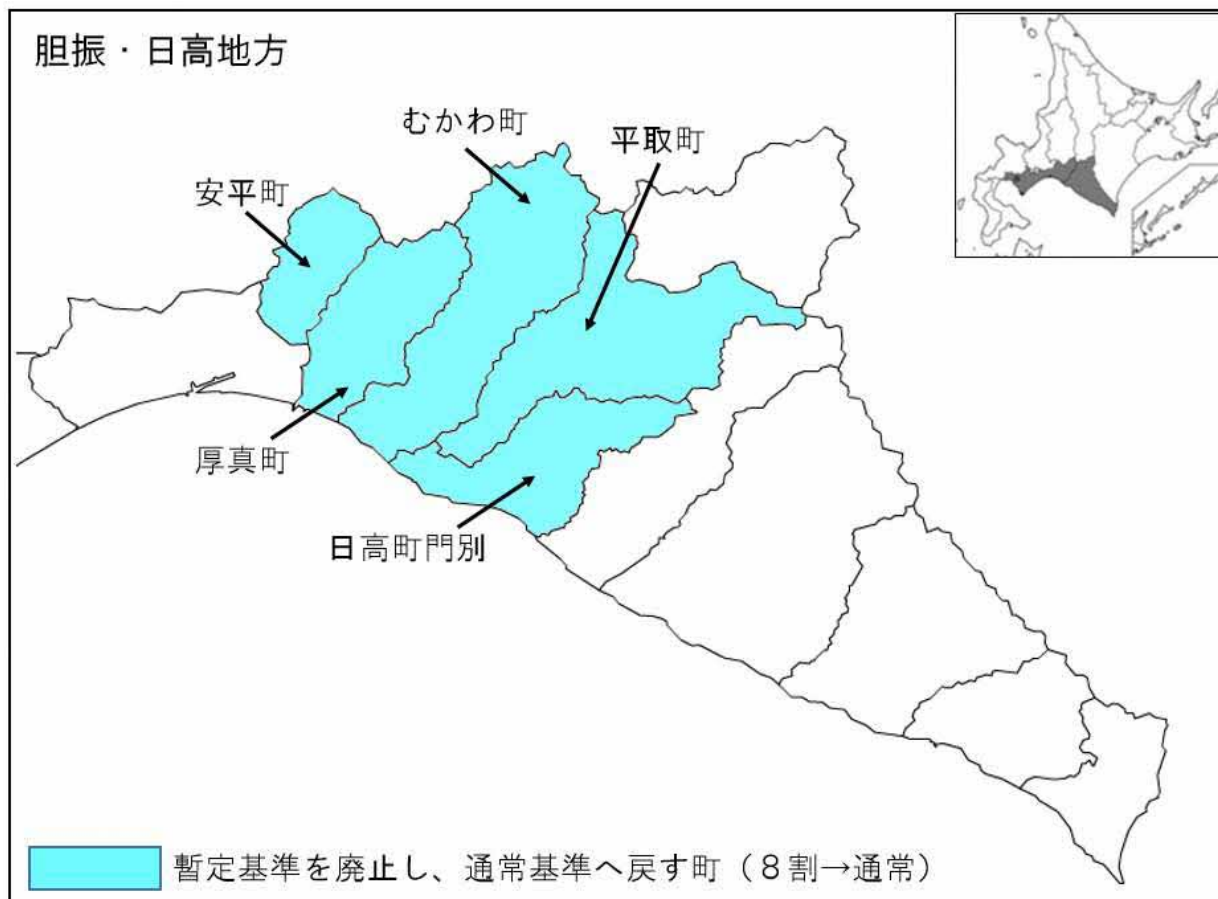 胆振・日高地方
むかわ町
平取町
安平町
厚真町
日高町門別
暫定基準を廃止し、通常基準へ戻す町（８割→通常）